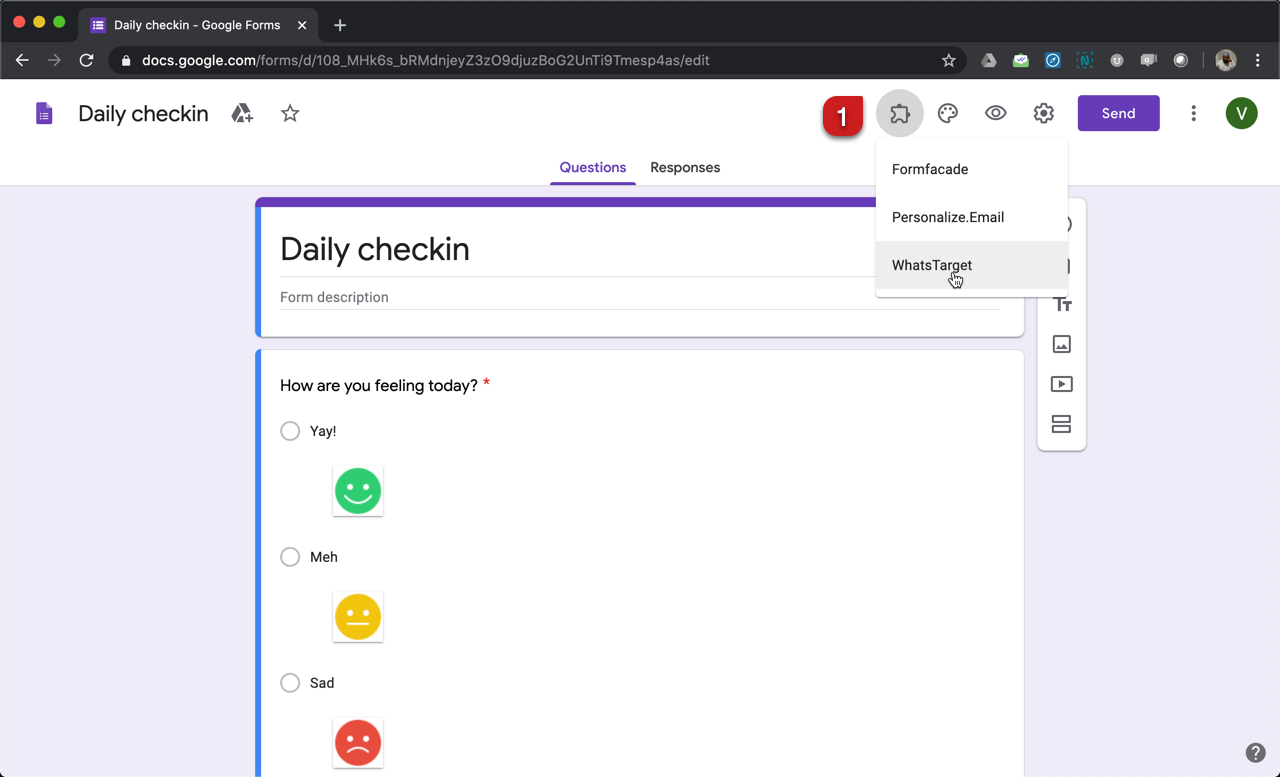 Daily checkin - Google Forms
docs.google.com/forms/d/108_MHk6s_bRMdnjeyZ3zO9djuzBoG2UnTi9Tmesp4as/edit
Daily checkin
1
Send
V
Questions Responses
Formfacade
Personalize.Email
WhatsTarget
Daily checkin
Form description
Tr
How are you feeling today? *
Yay!
Meh
Sad